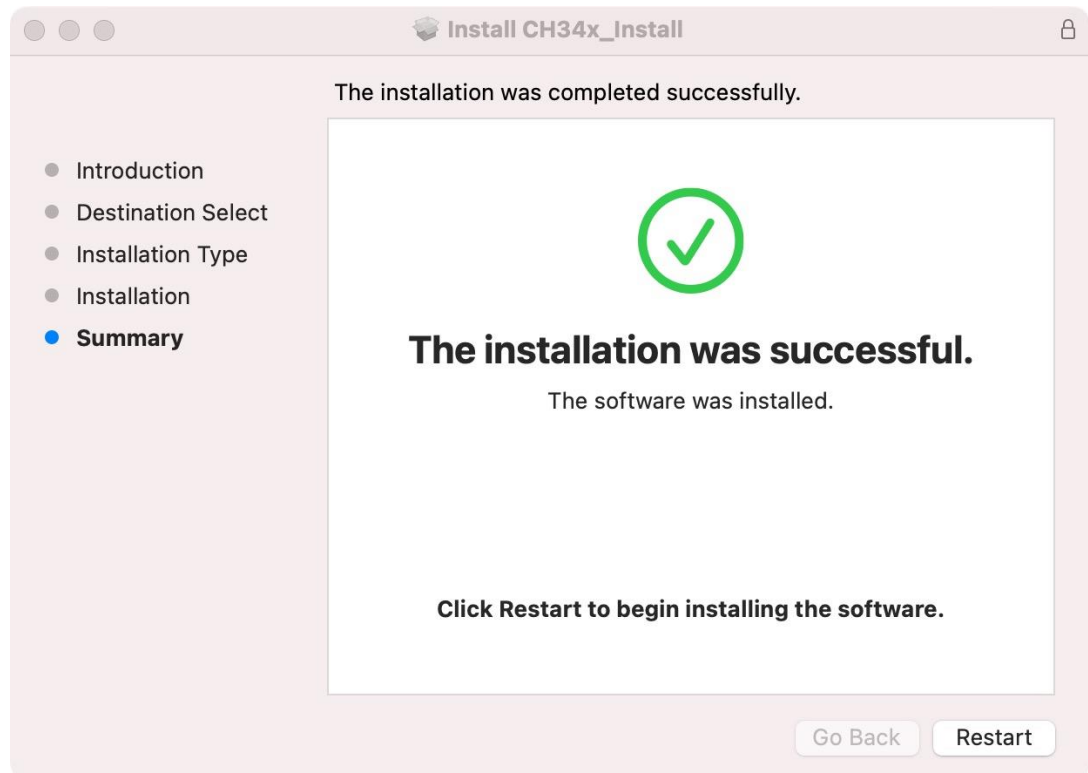 Install CH34x_Install
The installation was completed successfully.
Introduction
Destination Select
Installation Type
Installation
Summary
The installation was successful.
The software was installed.
Click Restart to begin installing the software.
Go Back
Restart